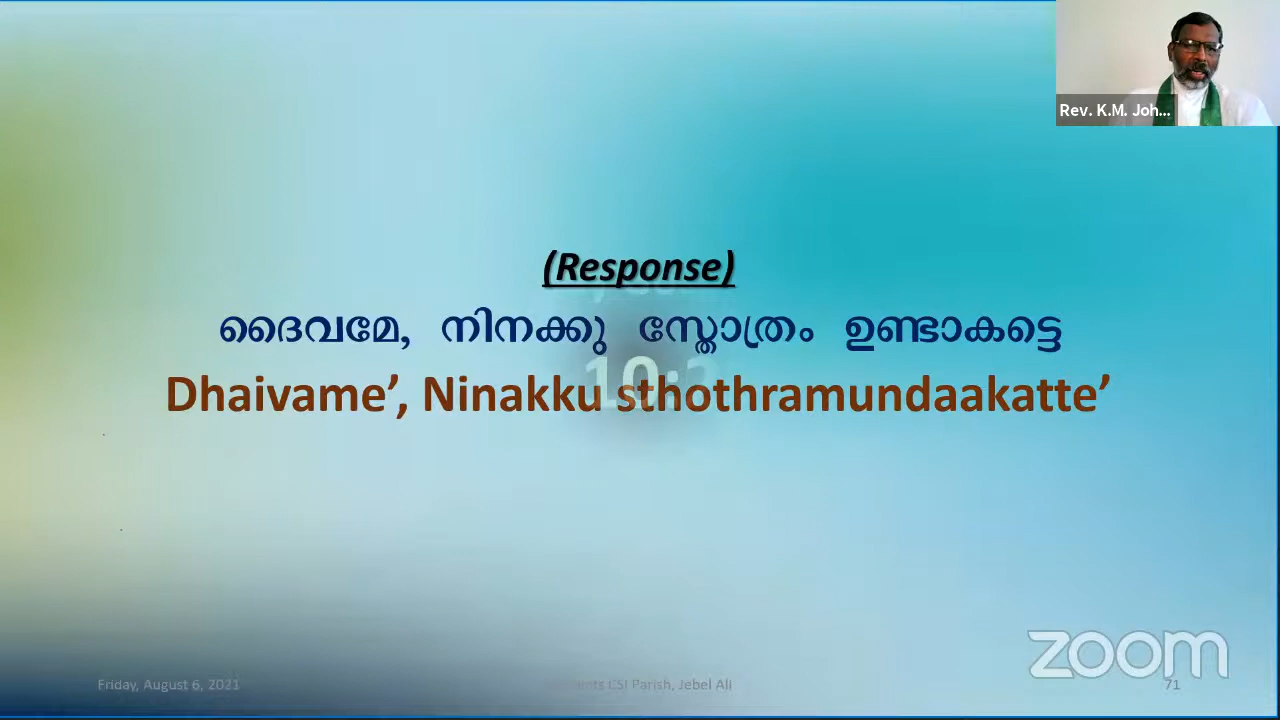 Rev. K.M. Joh...
(Response)
ദൈവമേ, നിനക്കു സ്തോത്രം ഉണ്ടാകട്ടെ
10:
Dhaivame’, Ninakku sthothramundaakatte’
zoom
Friday, August 6, 2021
CSI Parish, Jebel Ali
71